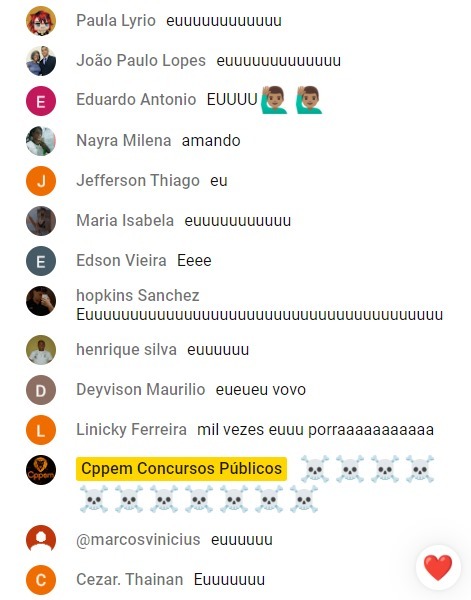 Paula Lyrio euuuuuuuuuuuu
João Paulo Lopes euuuuuuuuuuuuu
E Eduardo Antonio EUUUU🙋🏽‍♂️🙋🏽‍♂️
Nayra Milena amando
J Jefferson Thiago eu
Maria Isabela euuuuuuuuuuu
E Edson Vieira Eeee
hopkins Sanchez
Euuuuuuuuuuuuuuuuuuuuuuuuuuuuuuuuuuuuuuuu
henrique silva euuuuuu
D Deyvison Maurilio eueueu vovo
L Linicky Ferreira mil vezes euuu porraaaaaaaaaaa
Cppem Cppem Concursos Públicos ☠️☠️☠️☠️
☠️☠️☠️☠️☠️☠️☠️
@marcosvinicius euuuuuu
C Cezar. Thainan Euuuuuuu